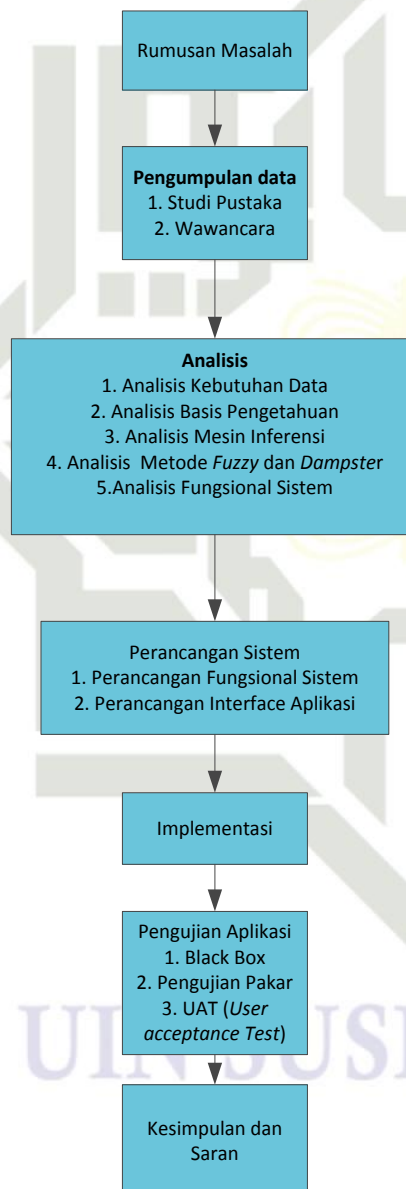 Rumusan Masalah
Pengumpulan data
1. Studi Pustaka
2. Wawancara
Analisis
1. Analisis Kebutuhan Data
2. Analisis Basis Pengetahuan
3. Analisis Mesin Inferensi
4. Analisis Metode Fuzzy dan Dampster
5.Analisis Fungsional Sistem
Perancangan Sistem
1. Perancangan Fungsional Sistem
2. Perancangan Interface Aplikasi
Implementasi
Pengujian Aplikasi
1. Black Box
2. Pengujian Pakar
3. UAT (User
acceptance Test)
UIN SUS
Kesimpulan dan
Saran